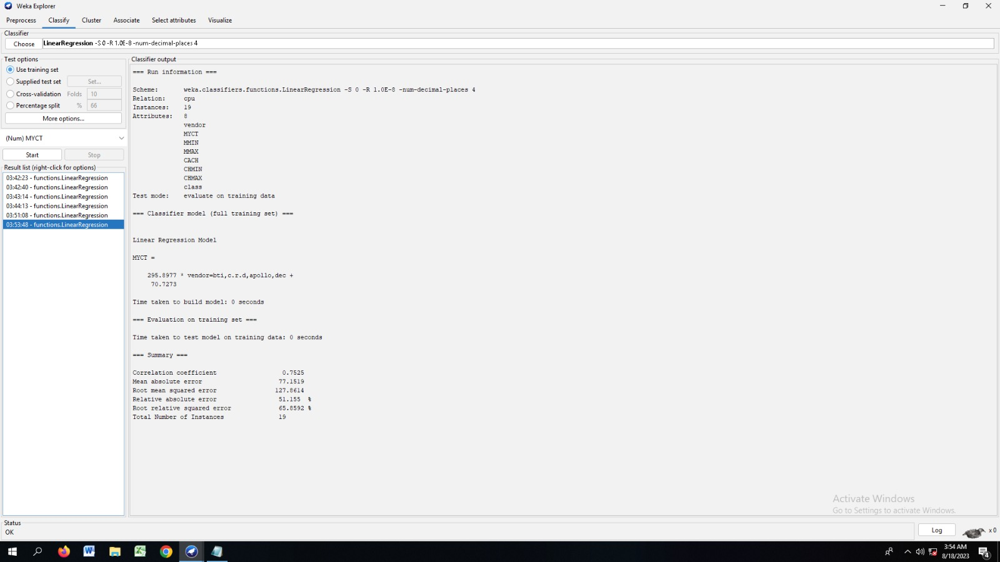 Weka Explorer
Preprocess Classify Cluster Associate Select attributes Visualize
Classifier
Choose LinearRegression -S 0 -R 1.0E-8 -num-decimal-places 4
Test options
Use training set
Supplied test set Set...
Cross-validation Folds 10
Percentage split % 66
More options...
(Num) MYCT
Start Stop
Result list (right-click for options)
03:42:23 - functions.LinearRegression
03:42:40 - functions.LinearRegression
03:43:14 - functions.LinearRegression
03:44:13 - functions.LinearRegression
03:51:08 - functions.LinearRegression
03:53:48 - functions.LinearRegression
Classifier output
=== Run information ===
Scheme: weka.classifiers.functions.LinearRegression -S 0 -R 1.0E-8 -num-decimal-places 4
Relation: cpu
Instances: 19
Attributes: 8
vendor
MYCT
MMIN
MMAX
CACH
CHMIN
CHMAX
class
Test mode: evaluate on training data
=== Classifier model (full training set) ===
Linear Regression Model
MYCT =
295.8977 * vendor=bti,c.r.d,apollo,dec +
70.7273
Time taken to build model: 0 seconds
=== Evaluation on training set ===
Time taken to test model on training data: 0 seconds
=== Summary ===
Correlation coefficient 0.7525
Mean absolute error 77.1519
Root mean squared error 127.8614
Relative absolute error 51.155 %
Root relative squared error 65.8592 %
Total Number of Instances 19
Activate Windows
Go to Settings to activate Windows.
Status
OK
Log x 0
3:54 AM
8/18/2023
4